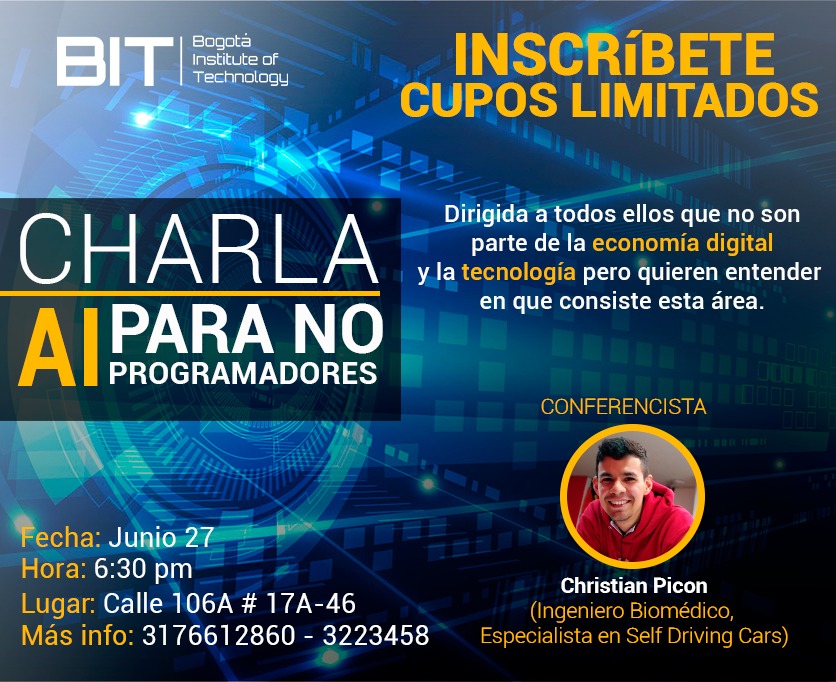 BIT
Bogotá
Institute of
Technology
INSCRíBETE
CUPOS LIMITADOS
CHARLA
AI PARA NO
PROGRAMADORES
Dirigida a todos ellos que no son
parte de la economía digital
y la tecnología pero quieren entender
en que consiste esta área.
CONFERENCISTA
Christian Picon
(Ingeniero Biomédico,
Especialista en Self Driving Cars)
Fecha: Junio 27
Hora: 6:30 pm
Lugar: Calle 106A # 17A-46
Más info: 3176612860 - 3223458